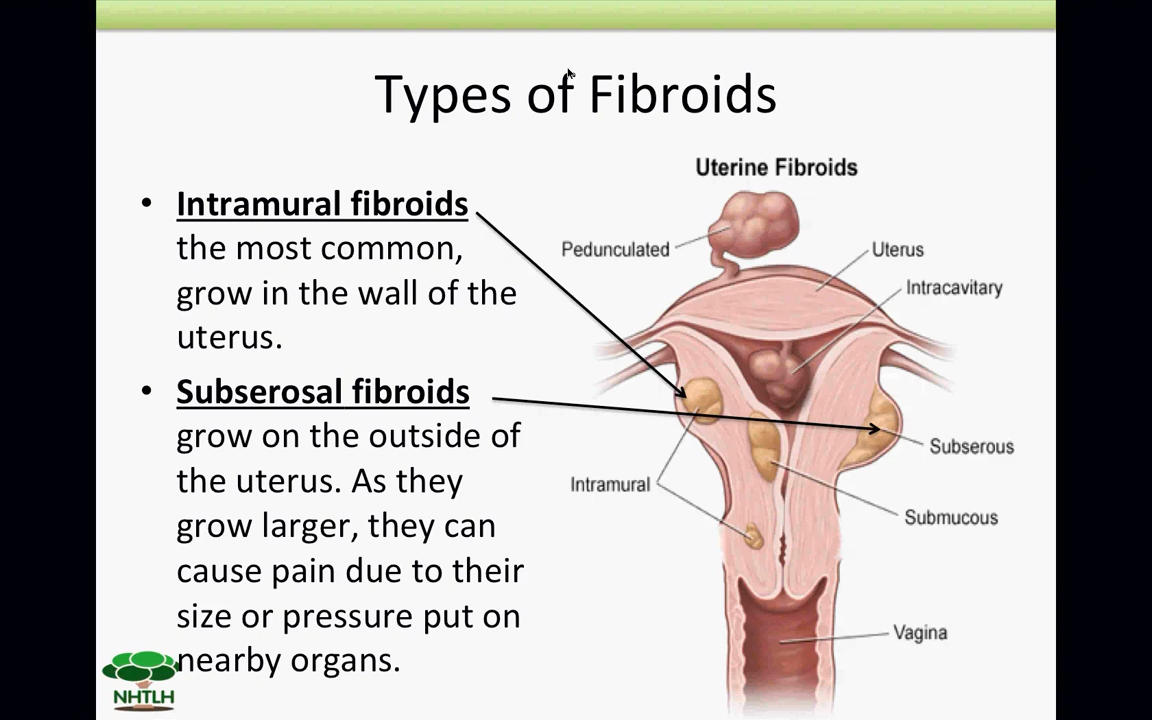 Types of Fibroids
• Intramural fibroids
the most common,
grow in the wall of the
uterus.
• Subserosal fibroids
grow on the outside of
the uterus. As they
grow larger, they can
cause pain due to their
size or pressure put on
nearby organs.
NHTLH
Uterine Fibroids
Pedunculated
Uterus
Intracavitary
Subserous
Intramural
Submucous
Vagina